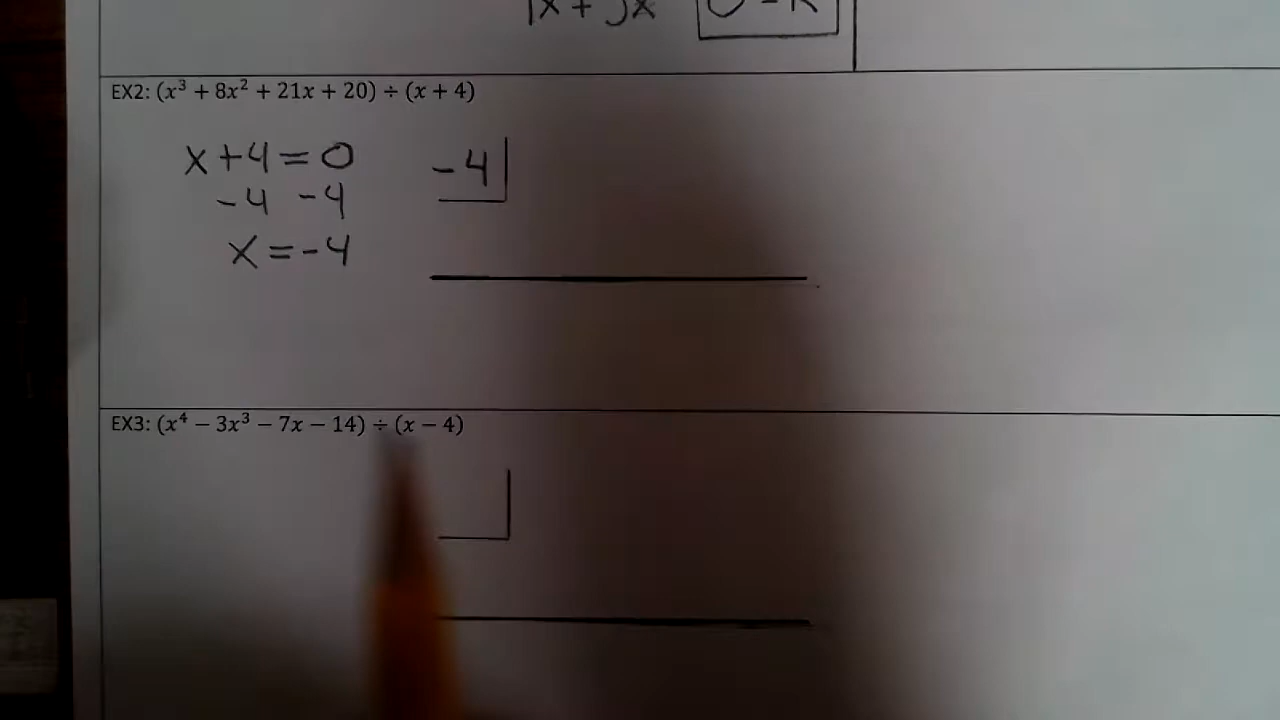 EX2: (x³ + 8x² + 21x + 20) ÷ (x + 4)
x + 4 = 0
-4 -4
x = -4
-4
EX3: (x⁴ − 3x³ − 7x − 14) ÷ (x − 4)